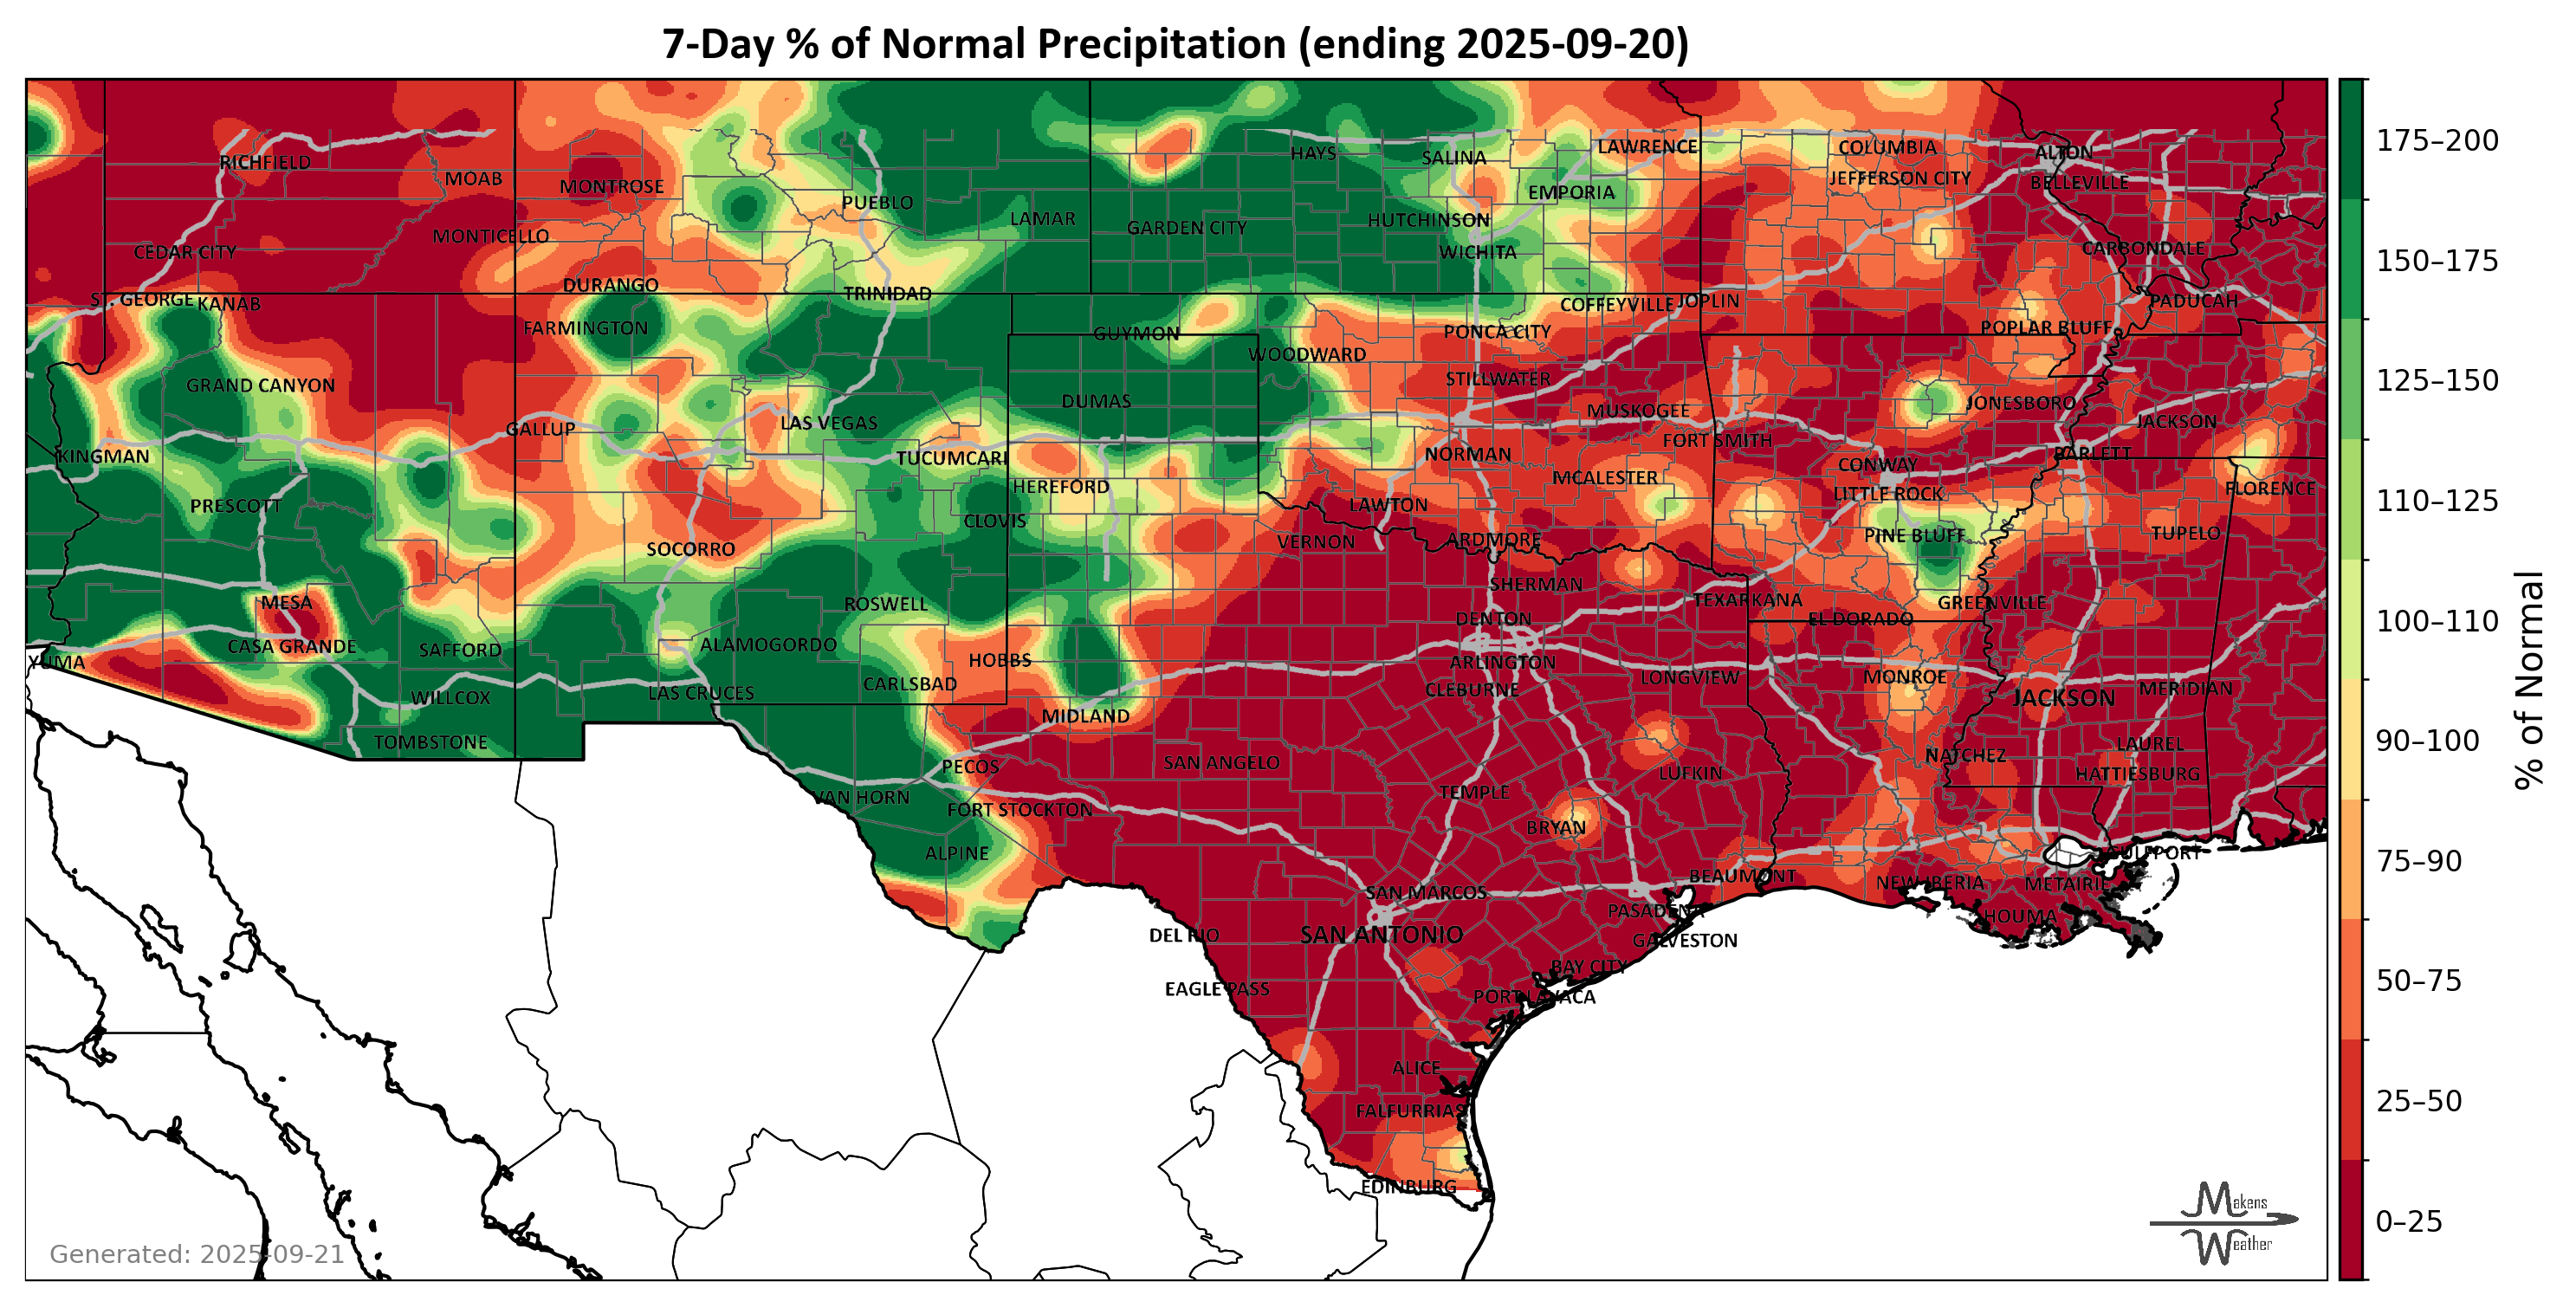 7-Day % of Normal Precipitation (ending 2025-09-20)
RICHFIELD
MOAB
MONTROSE
PUEBLO
LAMAR
HAYS
SALINA
LAWRENCE
COLUMBIA
ALTON
JEFFERSON CITY
BELLEVILLE
EMPORIA
GARDEN CITY
HUTCHINSON
WICHITA
CEDAR CITY
MONTICELLO
CARBONDALE
DURANGO
TRINIDAD
ST. GEORGE
KANAB
COFFEYVILLE
JOPLIN
PADUCAH
FARMINGTON
GUYMON
PONCA CITY
POPLAR BLUFF
WOODWARD
GRAND CANYON
STILLWATER
DUMAS
MUSKOGEE
JONESBORO
LAS VEGAS
JACKSON
GALLUP
FORT SMITH
KINGMAN
TUCUMCARI
NORMAN
BARLETT
CONWAY
MCALESTER
HEREFORD
LITTLE ROCK
FLORENCE
PRESCOTT
LAWTON
CLOVIS
PINE BLUFF
TUPELO
VERNON
ARDMORE
SOCORRO
SHERMAN
MESA
ROSWELL
TEXARKANA
GREENVILLE
DENTON
EL DORADO
CASA GRANDE
SAFFORD
ALAMOGORDO
HOBBS
YUMA
ARLINGTON
LONGVIEW
MONROE
CARLSBAD
CLEBURNE
MERIDIAN
WILLCOX
LAS CRUCES
JACKSON
MIDLAND
TOMBSTONE
LAUREL
NATCHEZ
PECOS
SAN ANGELO
LUFKIN
HATTIESBURG
VAN HORN
TEMPLE
FORT STOCKTON
BRYAN
ALPINE
GULFPORT
BEAUMONT
NEW IBERIA
METAIRIE
SAN MARCOS
PASADENA
HOUMA
DEL RIO
SAN ANTONIO
GALVESTON
BAY CITY
EAGLE PASS
PORT LAVACA
ALICE
FALFURRIAS
EDINBURG
175–200
150–175
125–150
110–125
100–110
90–100
75–90
50–75
25–50
0–25
% of Normal
Generated: 2025-09-21
Makens
Weather